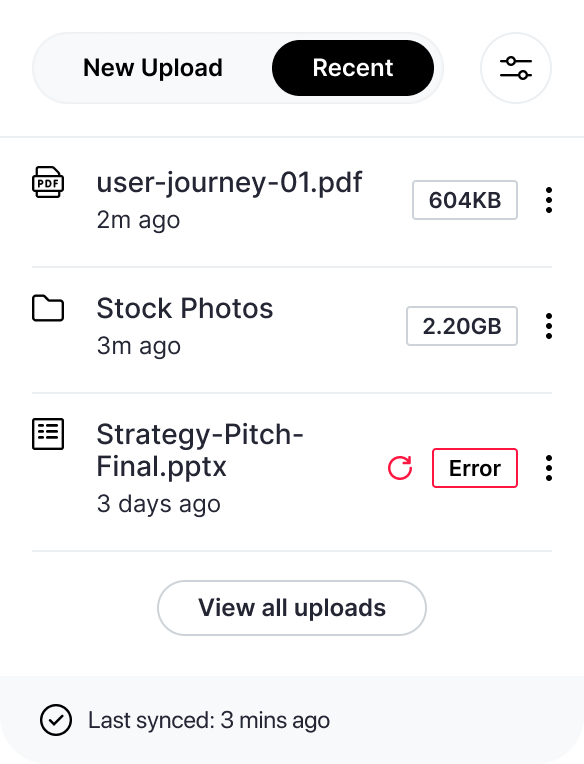 New Upload
Recent
PDF
user-journey-01.pdf
604KB
2m ago
Stock Photos
2.20GB
3m ago
Strategy-Pitch-
Final.pptx
Error
3 days ago
View all uploads
Last synced: 3 mins ago